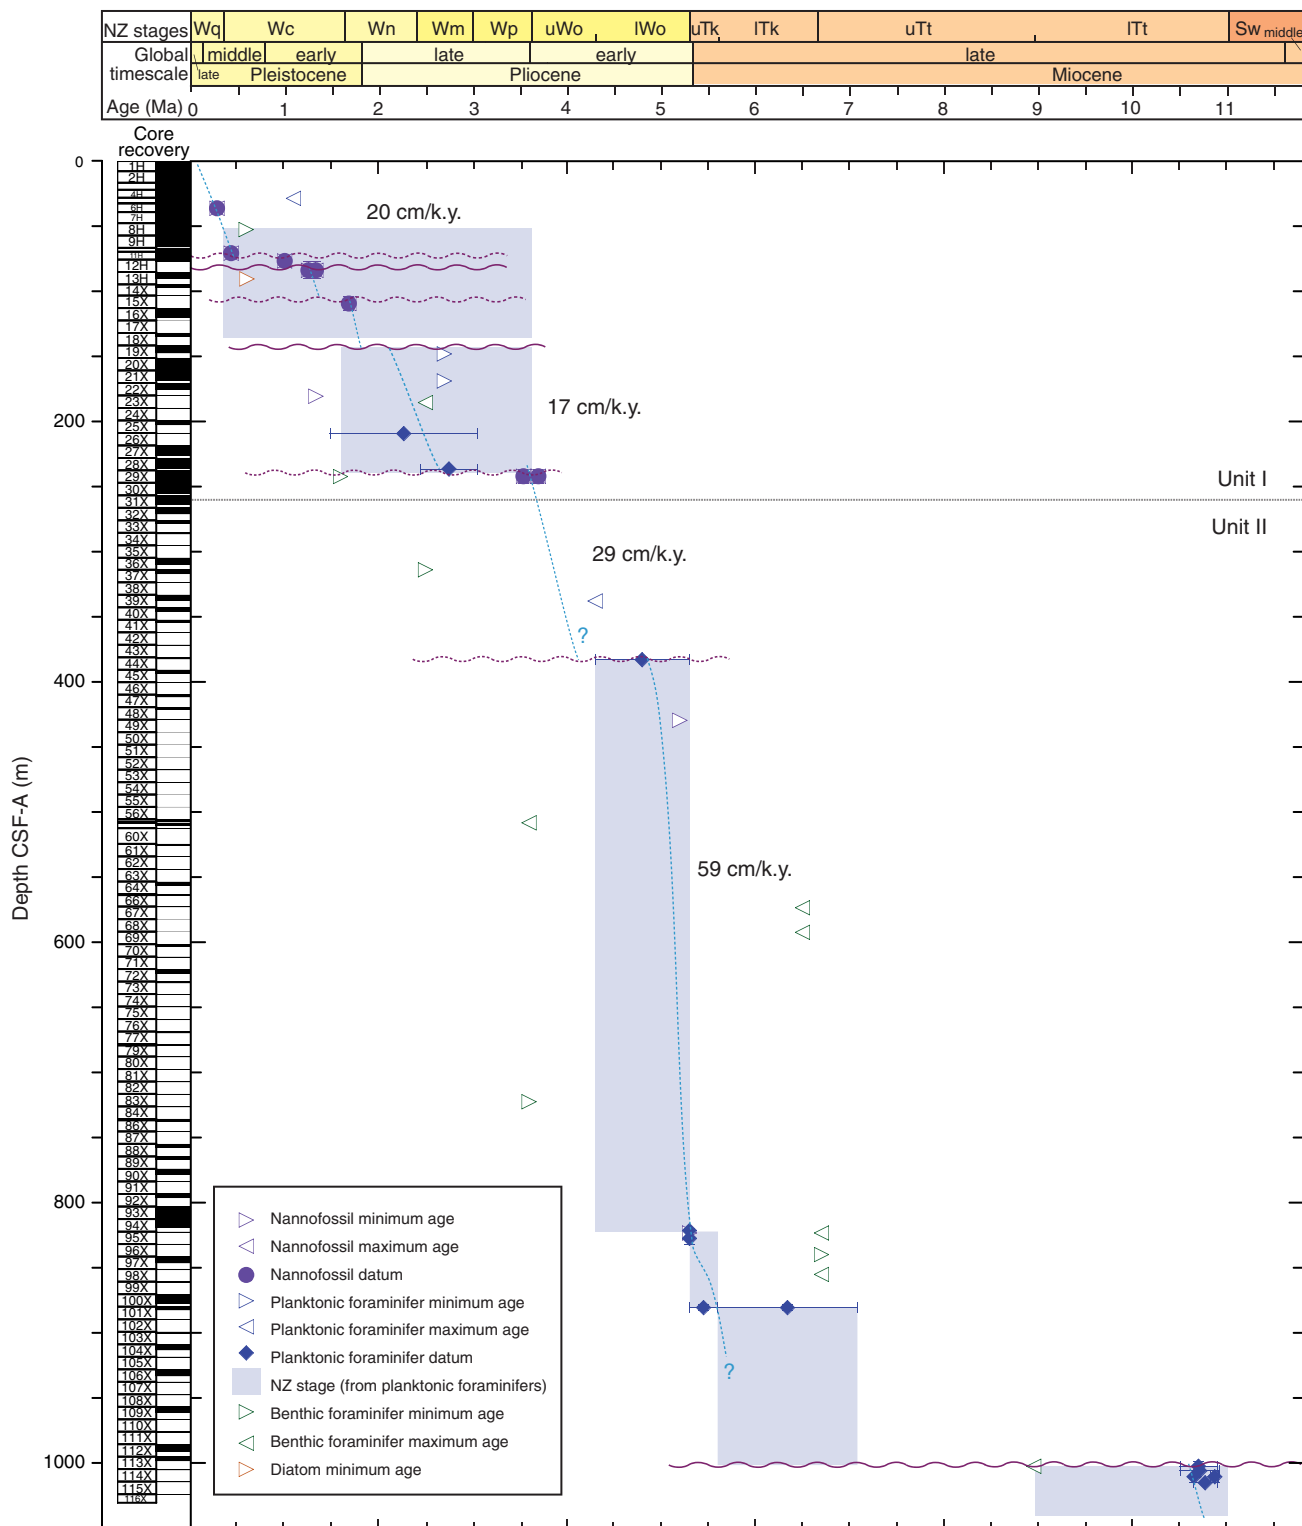 NZ stages Wq Wc Wn Wm Wp uWo lWo uTk lTk uTt lTt Sw middle
Global middle early late early late
timescale late Pleistocene Pliocene Miocene
Age (Ma) 0 1 2 3 4 5 6 7 8 9 10 11
Core
recovery
0
200
400
600
800
1000
Depth CSF-A (m)
1H
2H
4H
6H
7H
8H
9H
11H
12H
13H
14X
15X
16X
17X
18X
19X
20X
21X
22X
23X
24X
25X
26X
27X
28X
29X
30X
31X
32X
33X
34X
35X
36X
37X
38X
39X
40X
41X
42X
43X
44X
45X
46X
47X
48X
49X
50X
51X
52X
53X
54X
55X
56X
60X
61X
62X
63X
64X
66X
67X
68X
69X
70X
71X
72X
73X
74X
75X
76X
77X
79X
80X
81X
82X
83X
84X
86X
87X
88X
89X
90X
91X
92X
93X
94X
95X
96X
97X
98X
99X
100X
101X
102X
103X
104X
105X
106X
107X
108X
109X
110X
111X
112X
113X
114X
115X
116X
20 cm/k.y.
17 cm/k.y.
Unit I
Unit II
29 cm/k.y.
?
59 cm/k.y.
?
Nannofossil minimum age
Nannofossil maximum age
Nannofossil datum
Planktonic foraminifer minimum age
Planktonic foraminifer maximum age
Planktonic foraminifer datum
NZ stage (from planktonic foraminifers)
Benthic foraminifer minimum age
Benthic foraminifer maximum age
Diatom minimum age